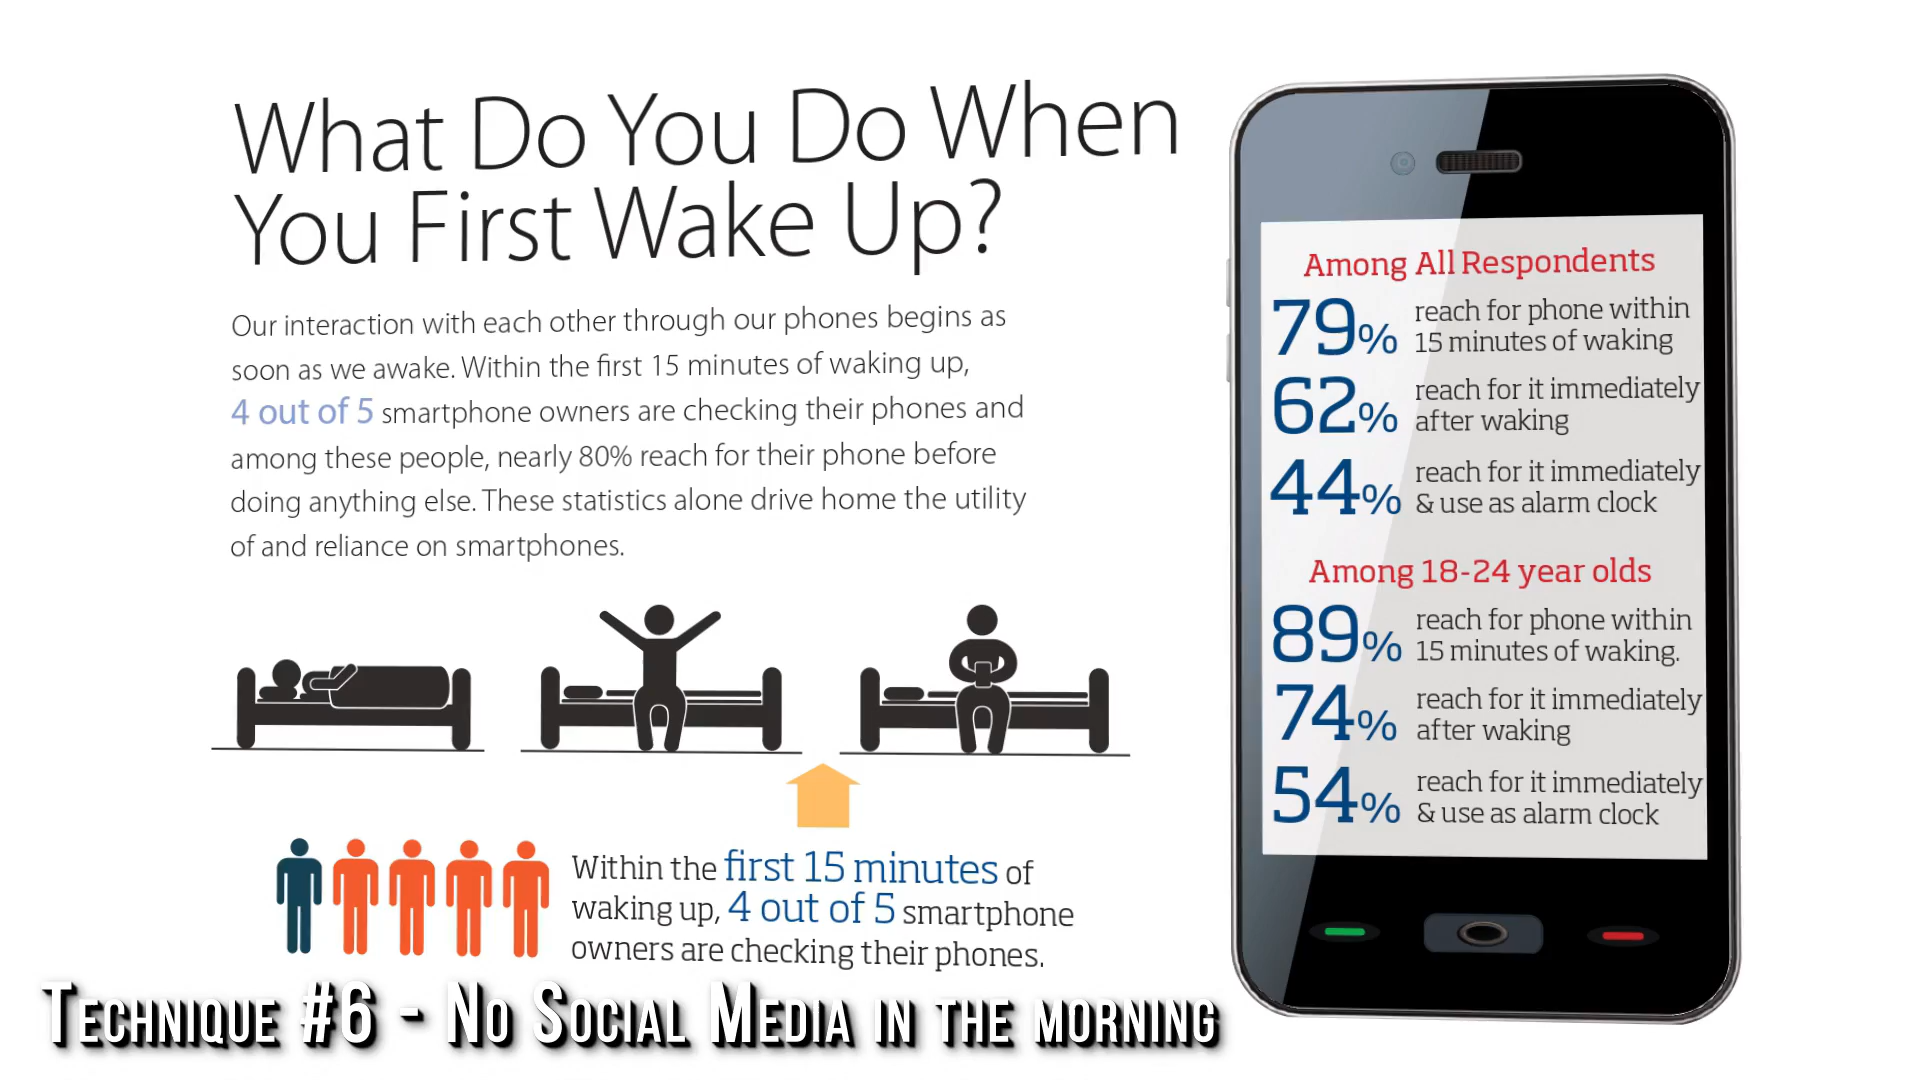 What Do You Do When
You First Wake Up?
Our interaction with each other through our phones begins as
soon as we awake. Within the first 15 minutes of waking up,
4 out of 5 smartphone owners are checking their phones and
among these people, nearly 80% reach for their phone before
doing anything else. These statistics alone drive home the utility
of and reliance on smartphones.
Within the first 15 minutes of
waking up, 4 out of 5 smartphone
owners are checking their phones.
Among All Respondents
79% reach for phone within
15 minutes of waking
62% reach for it immediately
after waking
44% reach for it immediately
& use as alarm clock
Among 18-24 year olds
89% reach for phone within
15 minutes of waking.
74% reach for it immediately
after waking
54% reach for it immediately
& use as alarm clock
Technique #6 - No Social Media in the morning